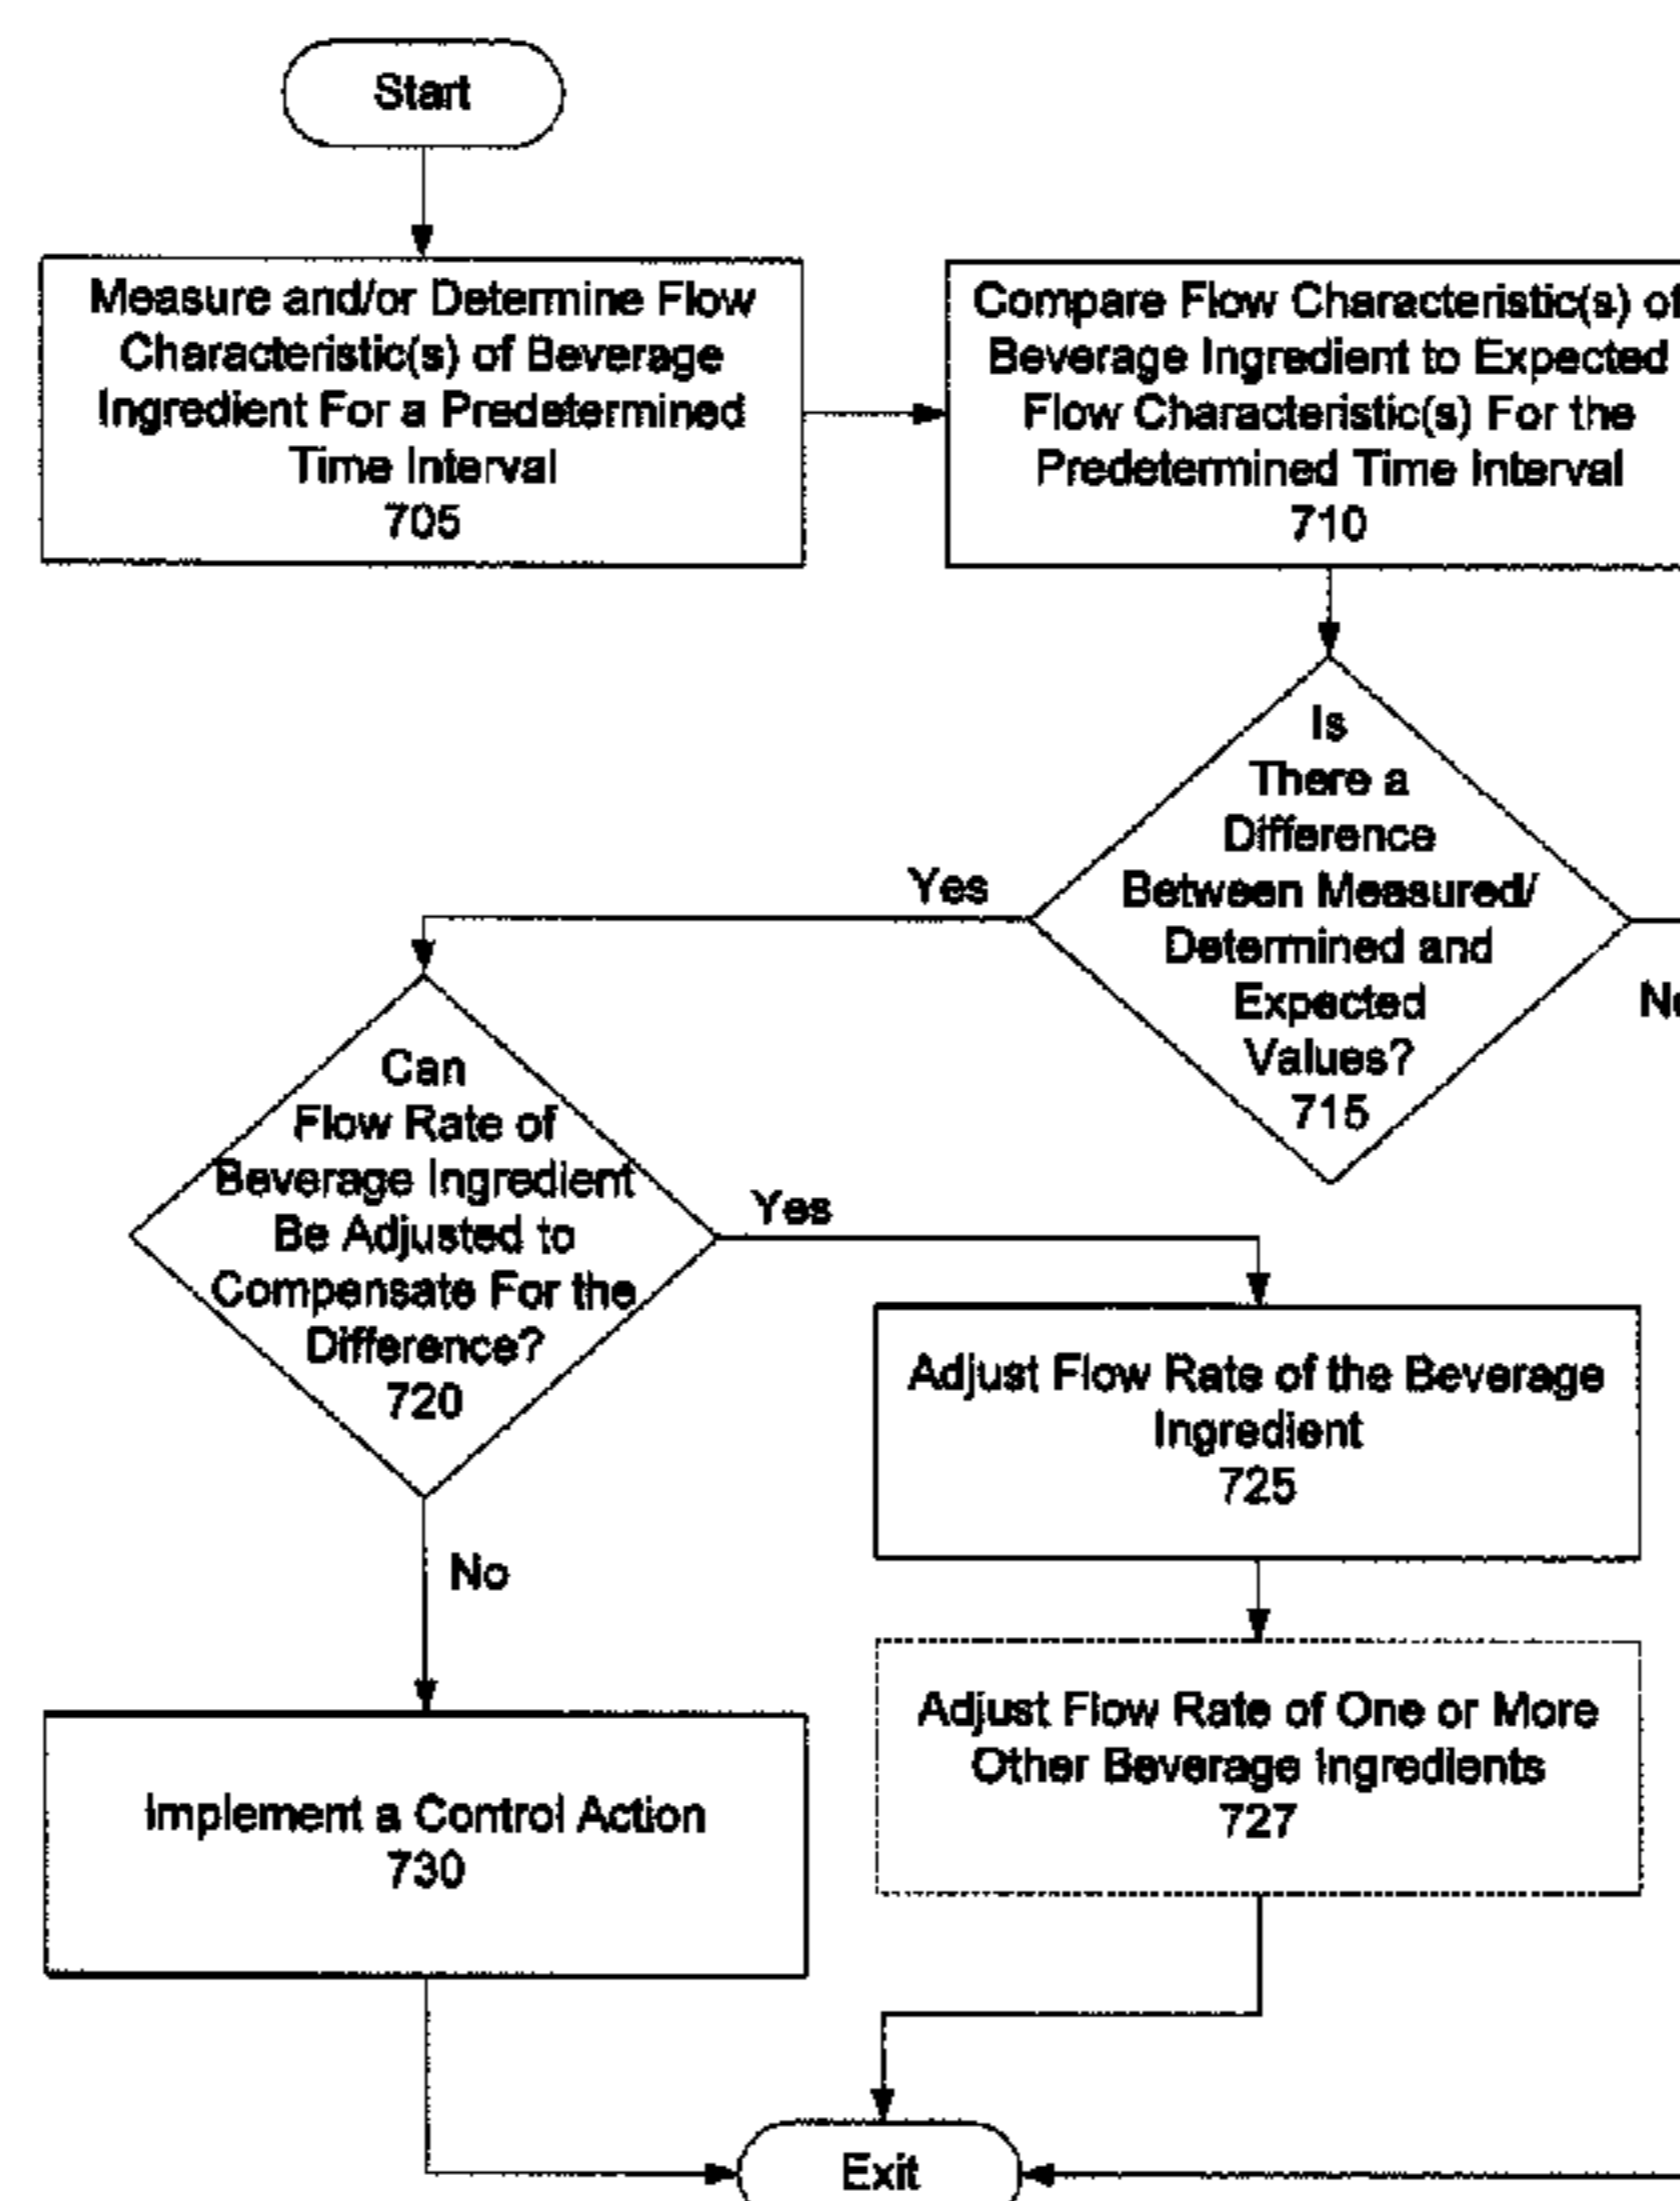 Start
Measure and/or Determine Flow
Characteristic(s) of Beverage
Ingredient For a Predetermined
Time Interval
705
Compare Flow Characteristic(s) of
Beverage Ingredient to Expected
Flow Characteristic(s) For the
Predetermined Time Interval
710
Is
There a
Difference
Between Measured/
Determined and
Expected
Values?
715
Yes
No
Can
Flow Rate of
Beverage Ingredient
Be Adjusted to
Compensate For the
Difference?
720
Yes
No
Adjust Flow Rate of the Beverage
Ingredient
725
Adjust Flow Rate of One or More
Other Beverage Ingredients
727
Implement a Control Action
730
Exit